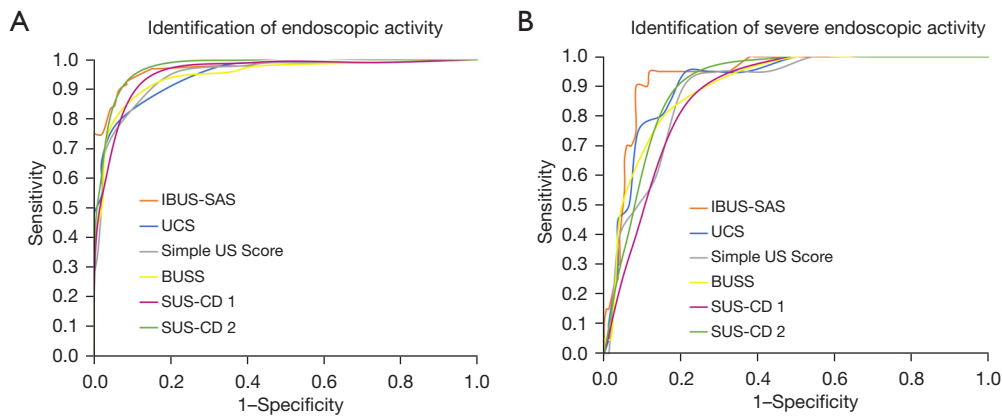 A
Identification of endoscopic activity
Sensitivity
1.0
0.9
0.8
0.7
0.6
0.5
0.4
0.3
0.2
0.1
0.0
IBUS-SAS
UCS
Simple US Score
BUSS
SUS-CD 1
SUS-CD 2
0.0 0.2 0.4 0.6 0.8 1.0
1–Specificity
B
Identification of severe endoscopic activity
Sensitivity
1.0
0.9
0.8
0.7
0.6
0.5
0.4
0.3
0.2
0.1
0.0
IBUS-SAS
UCS
Simple US Score
BUSS
SUS-CD 1
SUS-CD 2
0.0 0.2 0.4 0.6 0.8 1.0
1–Specificity